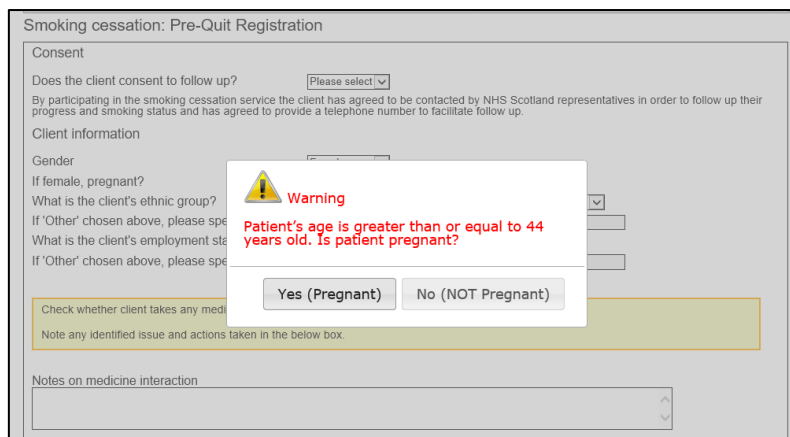 Smoking cessation: Pre-Quit Registration
Consent
Does the client consent to follow up? Please select
By participating in the smoking cessation service the client has agreed to be contacted by NHS Scotland representatives in order to follow up their
progress and smoking status and has agreed to provide a telephone number to facilitate follow up.
Client information
Gender
If female, pregnant?
What is the client's ethnic group?
If 'Other' chosen above, please spe
What is the client's employment sta
If 'Other' chosen above, please spe
Warning
Patient's age is greater than or equal to 44
years old. Is patient pregnant?
Yes (Pregnant) No (NOT Pregnant)
Check whether client takes any medi
Note any identified issue and actions taken in the below box.
Notes on medicine interaction